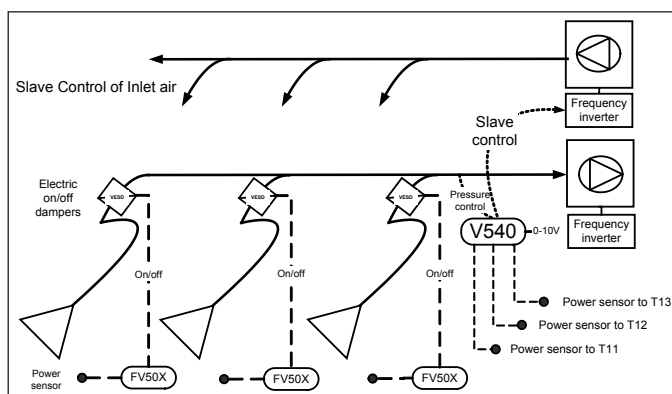 Slave Control of Inlet air
Frequency
inverter
Slave
control
Electric
on/off
dampers
VESD
VESD
VESD
Pressure
control
V540
0-10V
Frequency
inverter
On/off
On/off
On/off
Power sensor to T13
Power sensor to T12
Power sensor to T11
Power
sensor
FV50X
FV50X
FV50X